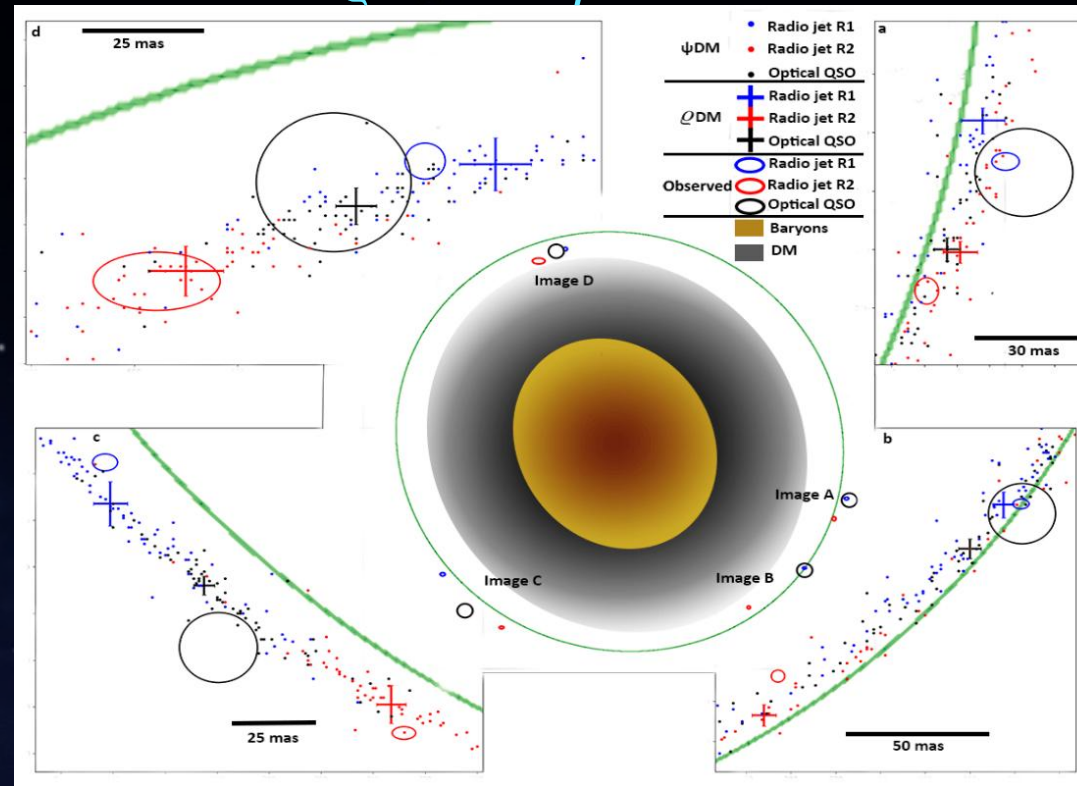 d
25 mas
ψDM
Radio jet R1
Radio jet R2
Optical QSO
ϱDM
Radio jet R1
Radio jet R2
Optical QSO
Observed
Radio jet R1
Radio jet R2
Optical QSO
Baryons
DM
a
30 mas
Image D
Image A
Image B
Image C
c
25 mas
b
50 mas